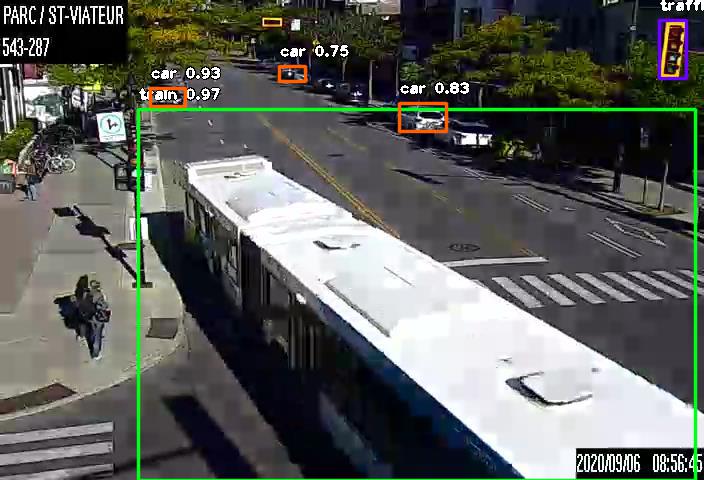 PARC / ST-VIATEUR
543-287
traffi
car 0.75
car 0.93
car 0.83
train 0.97
2020/09/06 08:56:45